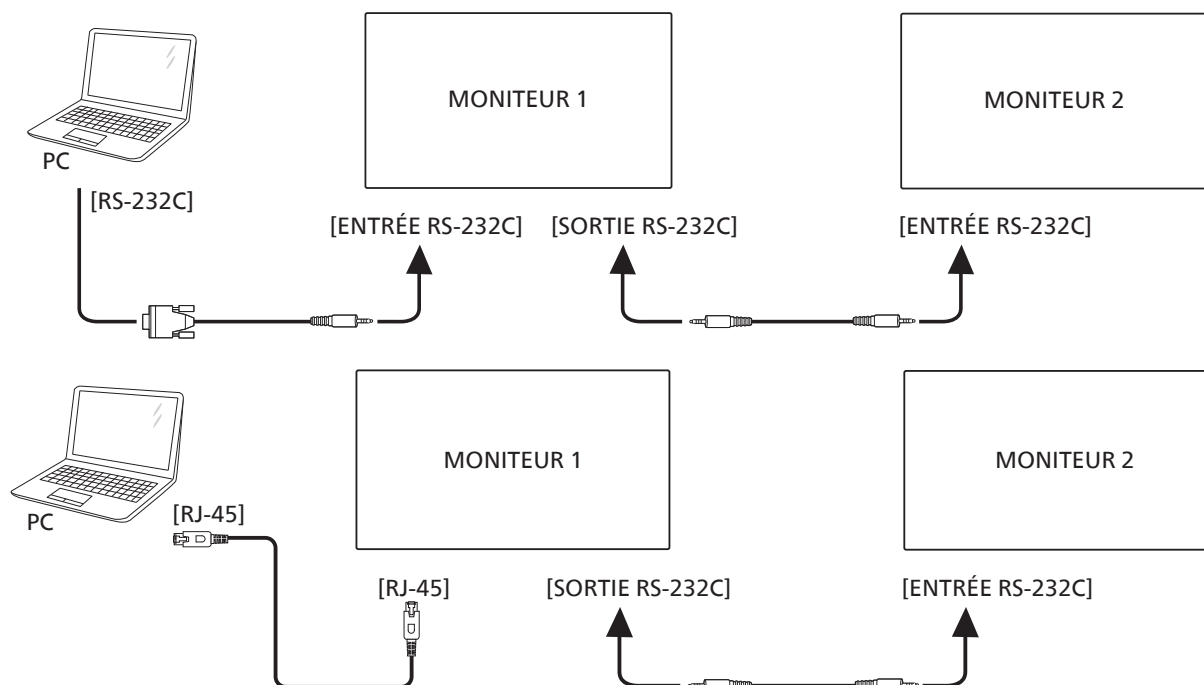 MONITEUR 1
MONITEUR 2
PC
[RS-232C]
[ENTRÉE RS-232C]
[SORTIE RS-232C]
[ENTRÉE RS-232C]
MONITEUR 1
MONITEUR 2
PC
[RJ-45]
[RJ-45]
[SORTIE RS-232C]
[ENTRÉE RS-232C]